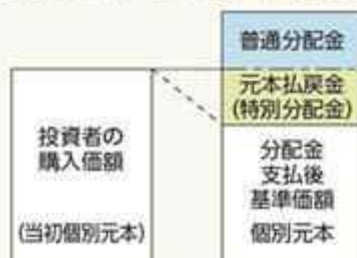 普通分配金
元本払戻金
(特別分配金)
投資者の
購入価額
(当初個別元本)
分配金
支払後
基準価額
個別元本